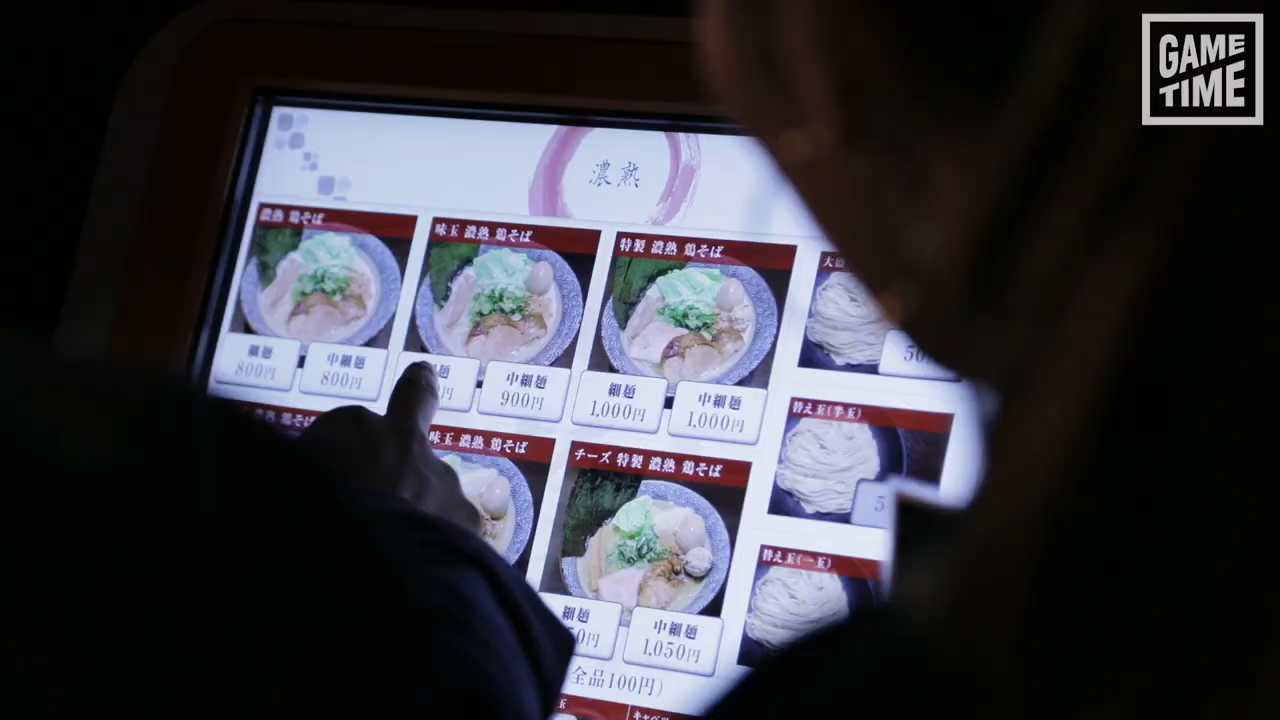 GAME
TIME
濃熟
濃熟 鶏そば
細麺
800円
中細麺
800円
味玉 濃熟 鶏そば
中細麺
900円
特製 濃熟 鶏そば
細麺
1,000円
中細麺
1,000円
味玉 濃熟 鶏そば
チーズ 特製 濃熟 鶏そば
細麺
中細麺
1,050円
替え玉(半玉)
替え玉(一玉)
全品100円)